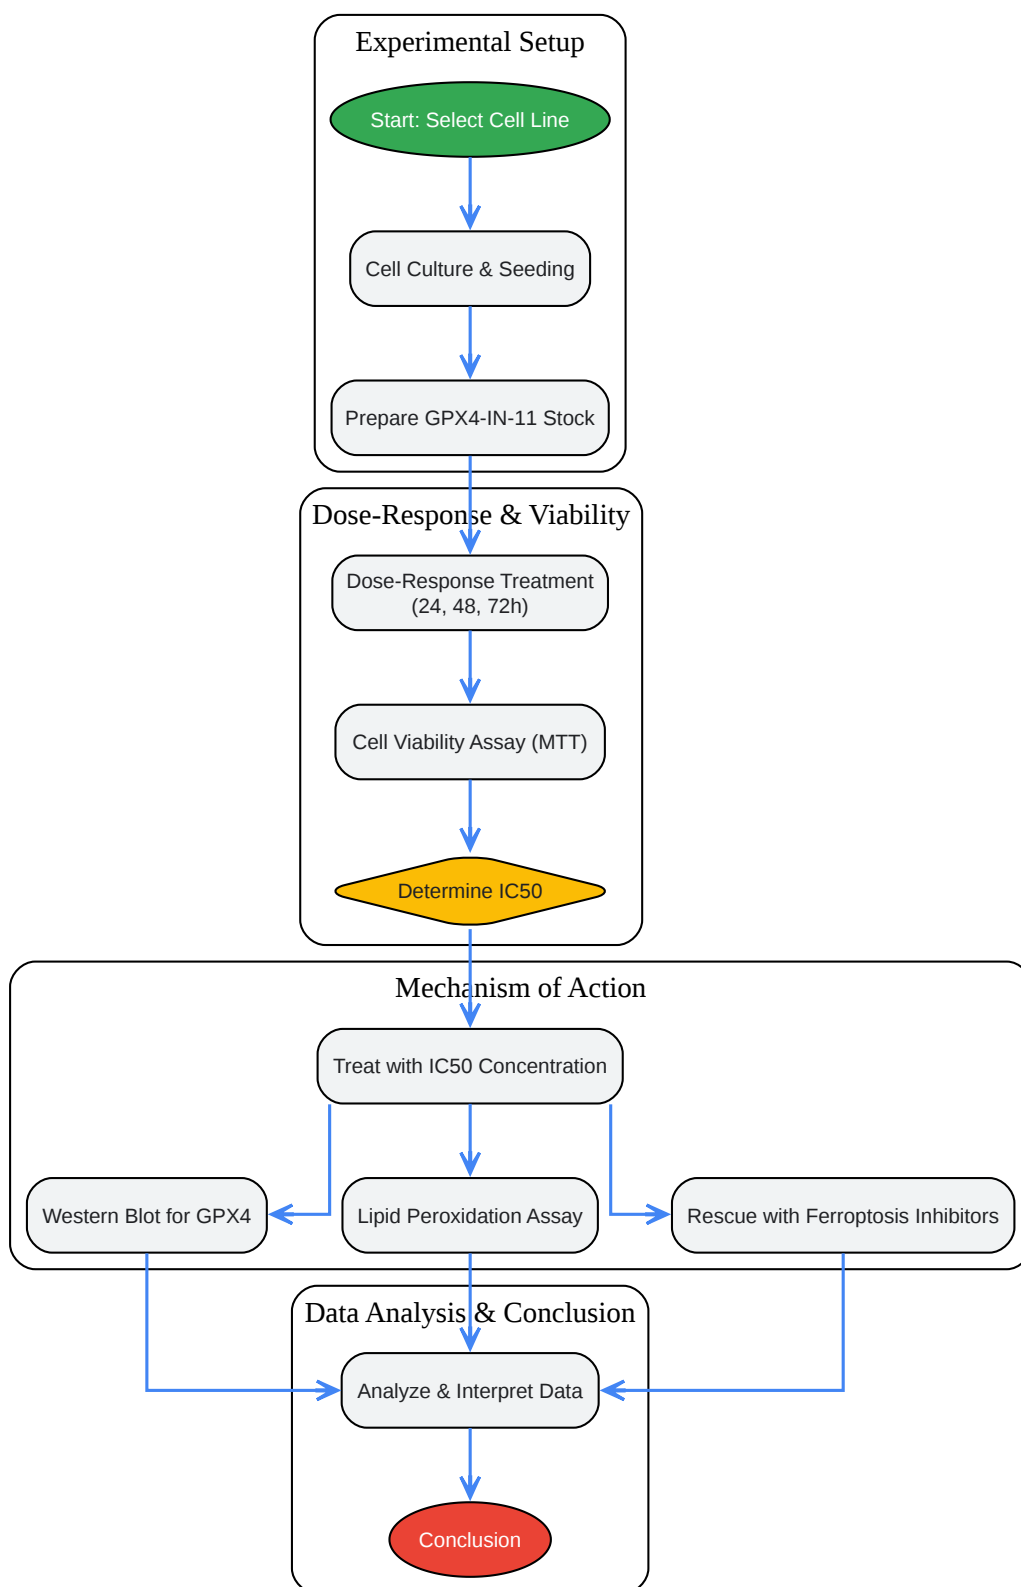 Experimental Setup
Start: Select Cell Line
Cell Culture & Seeding
Prepare GPX4-IN-11 Stock
Dose-Response & Viability
Dose-Response Treatment
(24, 48, 72h)
Cell Viability Assay (MTT)
Determine IC50
Mechanism of Action
Treat with IC50 Concentration
Western Blot for GPX4
Lipid Peroxidation Assay
Rescue with Ferroptosis Inhibitors
Data Analysis & Conclusion
Analyze & Interpret Data
Conclusion